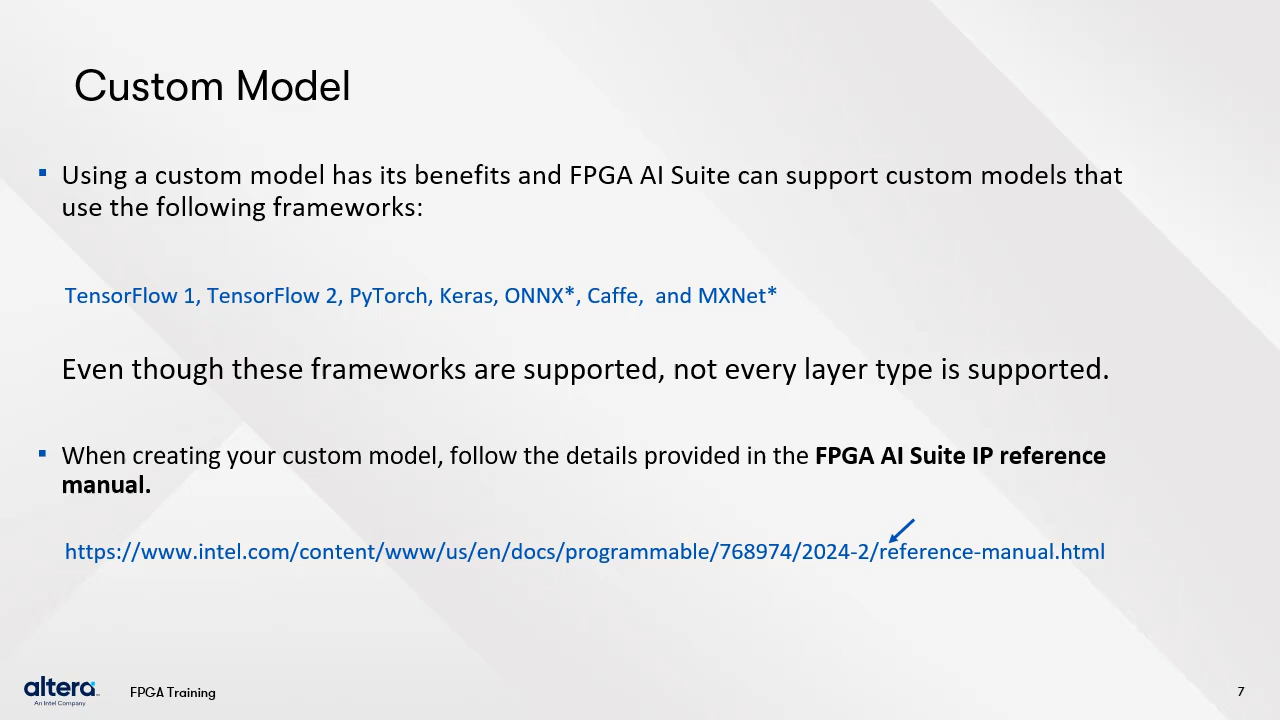 Custom Model
Using a custom model has its benefits and FPGA AI Suite can support custom models that
use the following frameworks:
TensorFlow 1, TensorFlow 2, PyTorch, Keras, ONNX*, Caffe,  and MXNet*
Even though these frameworks are supported, not every layer type is supported.
When creating your custom model, follow the details provided in the FPGA AI Suite IP reference
manual.
https://www.intel.com/content/www/us/en/docs/programmable/768974/2024-2/reference-manual.html
altera
An Intel Company
FPGA Training
7